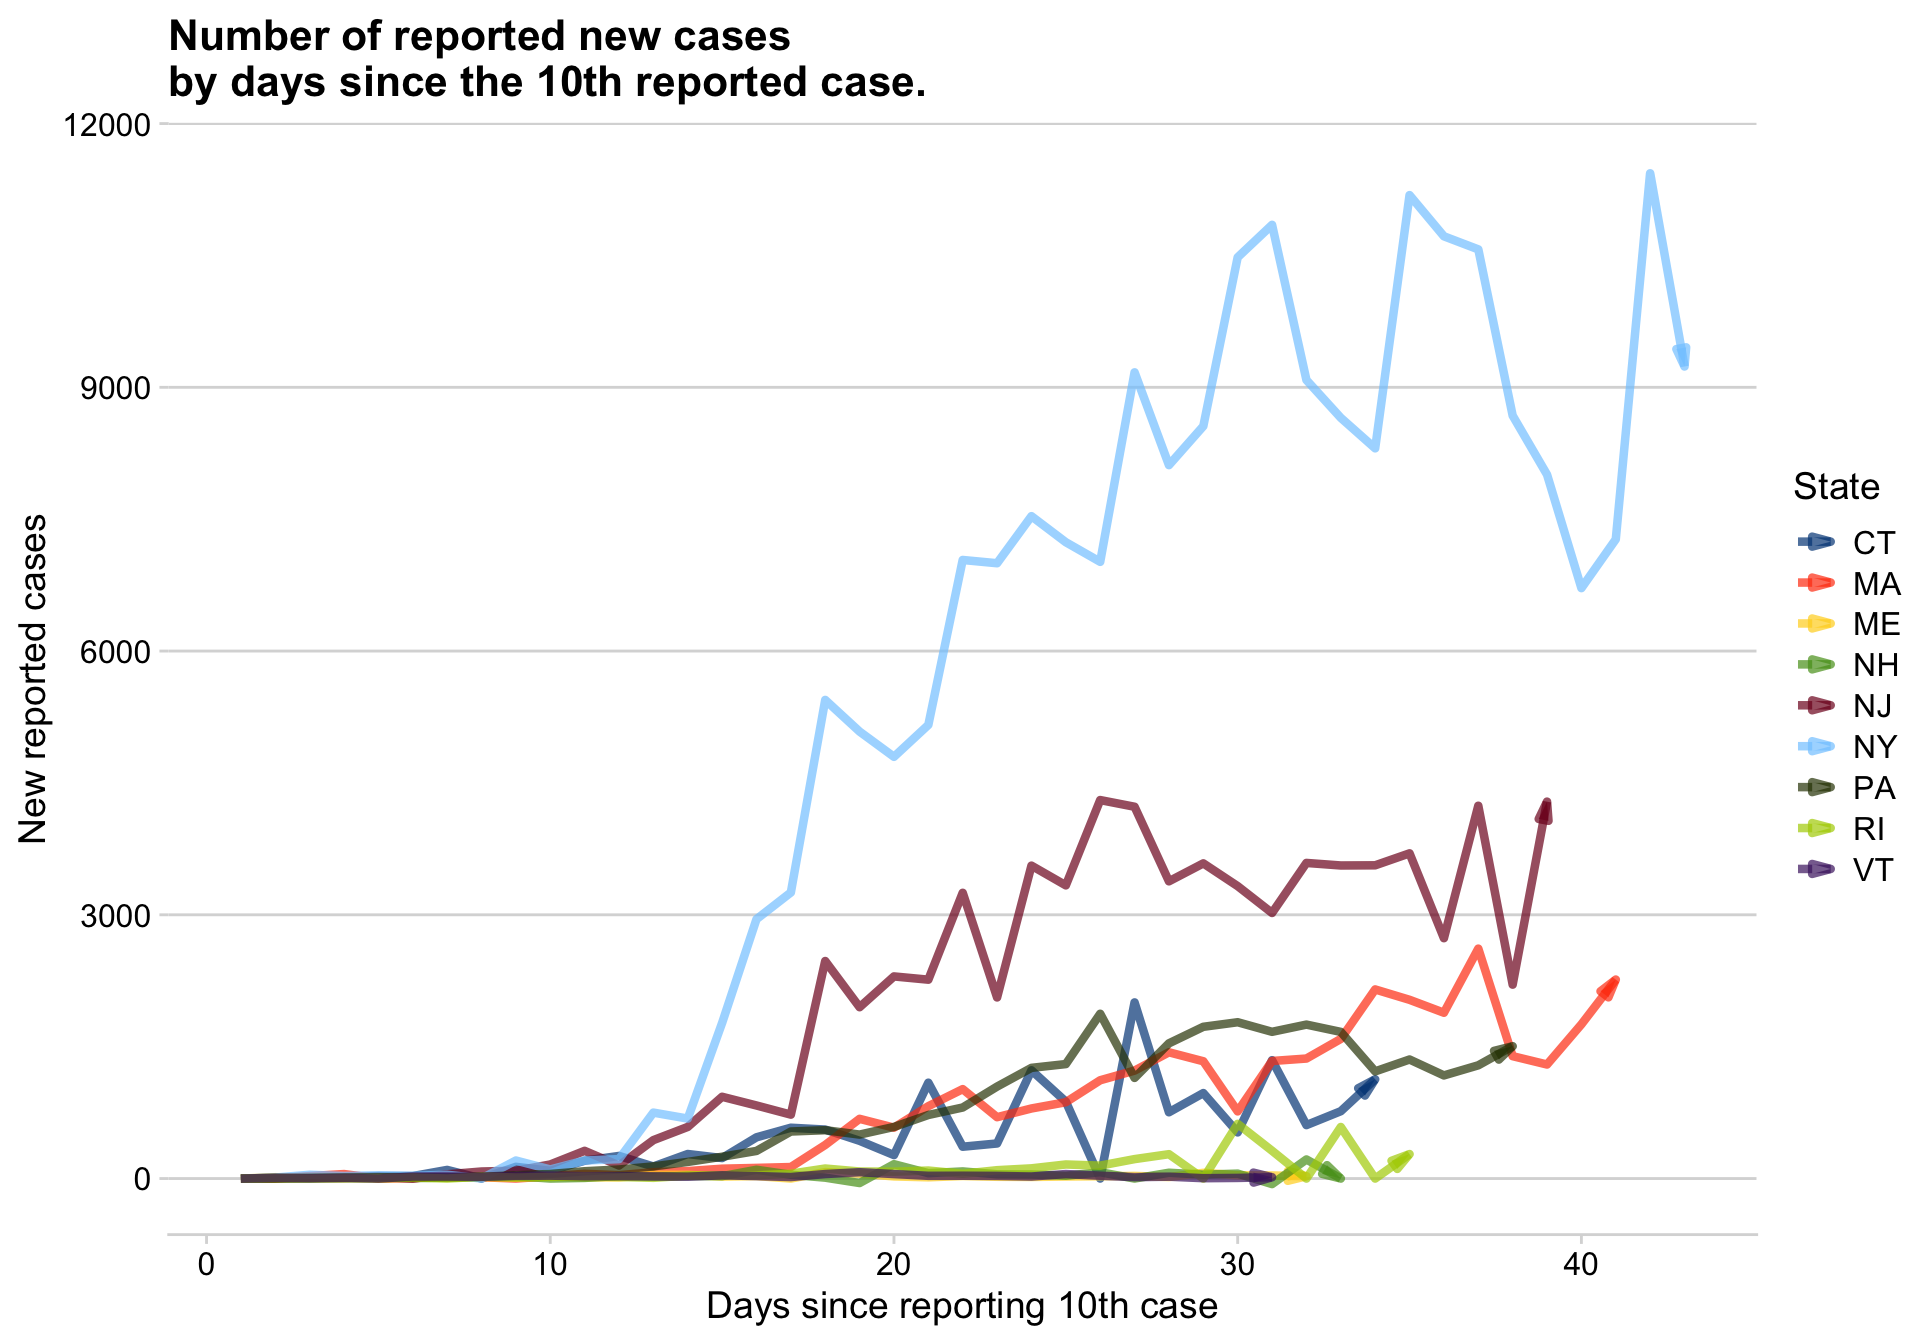 Number of reported new cases
by days since the 10th reported case.
12000
9000
6000
3000
0
New reported cases
0 10 20 30 40
Days since reporting 10th case
State
CT
MA
ME
NH
NJ
NY
PA
RI
VT